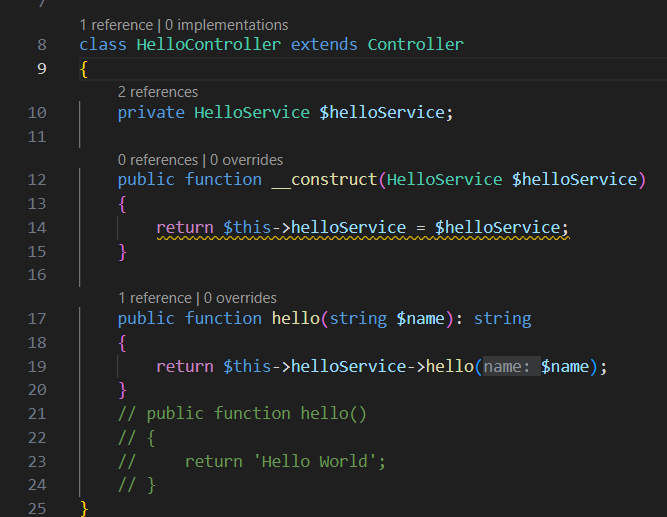 7
1 reference | 0 implementations
8 class HelloController extends Controller
9 {
2 references
10 private HelloService $helloService;
11
0 references | 0 overrides
12 public function __construct(HelloService $helloService)
13 {
14 return $this->helloService = $helloService;
15 }
16
1 reference | 0 overrides
17 public function hello(string $name): string
18 {
19 return $this->helloService->hello(name: $name);
20 }
21 // public function hello()
22 // {
23 //     return 'Hello World';
24 // }
25 }